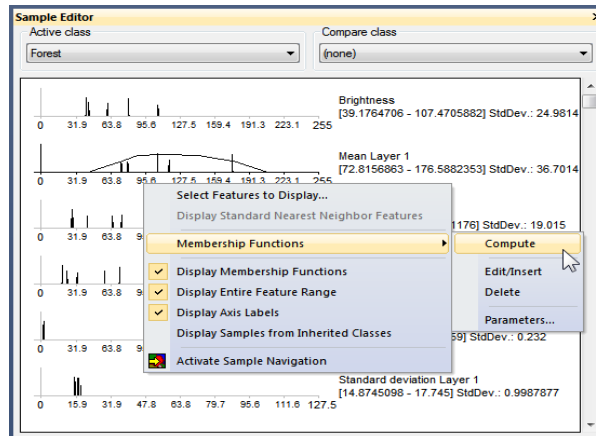 Sample Editor
Active class
Compare class
Forest
(none)
Brightness
[39.1764706 - 107.4705882] StdDev.: 24.9814
0 31.9 63.8 95.6 127.5 159.4 191.3 223.1 255
Mean Layer 1
[72.8156863 - 176.5882353] StdDev.: 36.7014
0 31.9 63.8 95.6 127.5 159.4 191.3 223.1 255
Select Features to Display...
Display Standard Nearest Neighbor Features
1176] StdDev.: 19.015
0 31.9 63.8
Membership Functions
Compute
Edit/Insert
Delete
Parameters...
Display Membership Functions
Display Entire Feature Range
0 31.9 63.8
Display Axis Labels
Display Samples from Inherited Classes
59] StdDev.: 0.232
0 31.9 63.8
Activate Sample Navigation
Standard deviation Layer 1
[14.8745098 - 17.745] StdDev.: 0.9987877
0 15.9 31.9 47.8 63.8 79.7 95.6 111.6 127.5